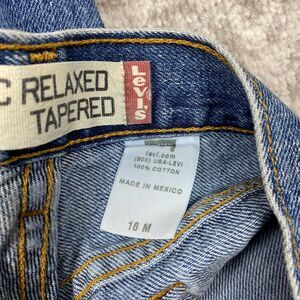 C RELAXED
TAPERED
Levi's
levi.com
(800) USA-LEVI
100% COTTON
MADE IN MEXICO
16 M